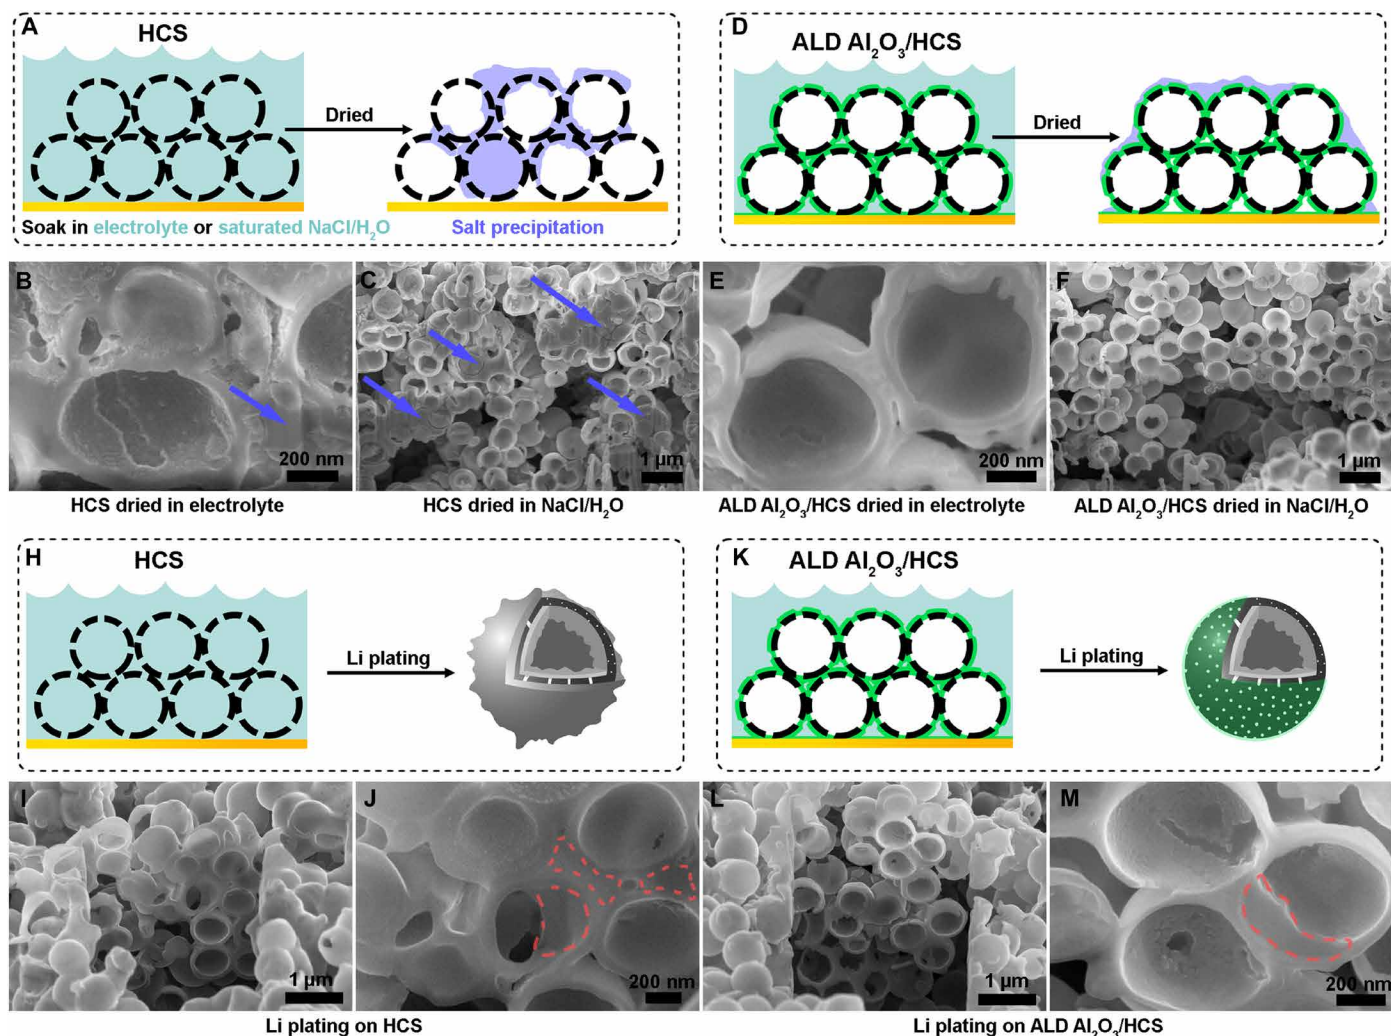 A
HCS
Dried
Soak in electrolyte or saturated NaCl/H₂O
Salt precipitation
D
ALD Al₂O₃/HCS
Dried
B
200 nm
C
1 µm
E
200 nm
F
1 µm
HCS dried in electrolyte
HCS dried in NaCl/H₂O
ALD Al₂O₃/HCS dried in electrolyte
ALD Al₂O₃/HCS dried in NaCl/H₂O
H
HCS
Li plating
K
ALD Al₂O₃/HCS
Li plating
I
1 µm
J
200 nm
L
1 µm
M
200 nm
Li plating on HCS
Li plating on ALD Al₂O₃/HCS